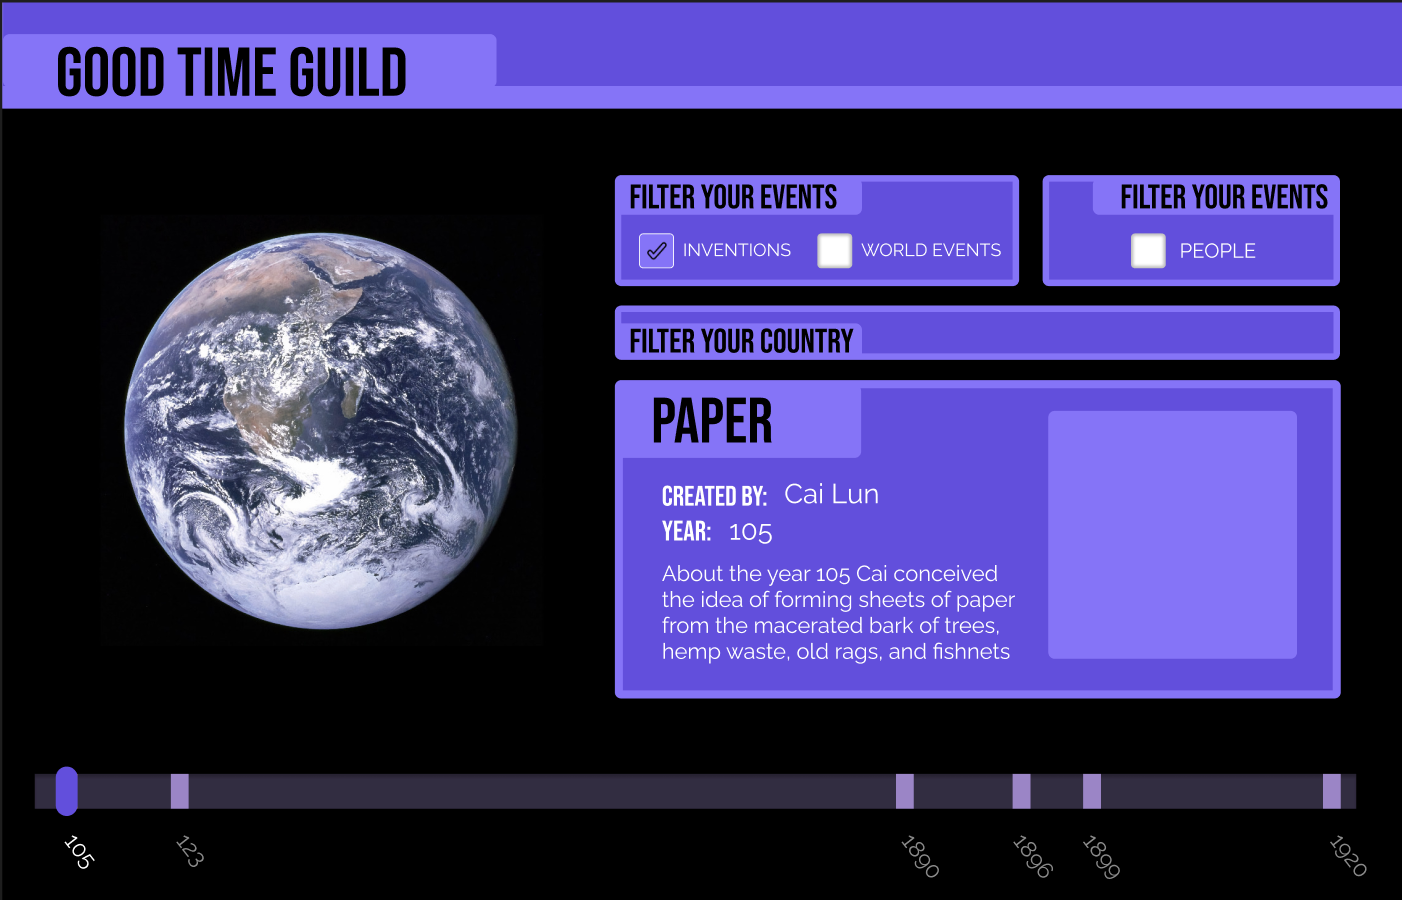 GOOD TIME GUILD
FILTER YOUR EVENTS
INVENTIONS
WORLD EVENTS
FILTER YOUR EVENTS
PEOPLE
FILTER YOUR COUNTRY
PAPER
CREATED BY: Cai Lun
YEAR: 105
About the year 105 Cai conceived
the idea of forming sheets of paper
from the macerated bark of trees,
hemp waste, old rags, and fishnets
105
123
1890
1896
1899
1920